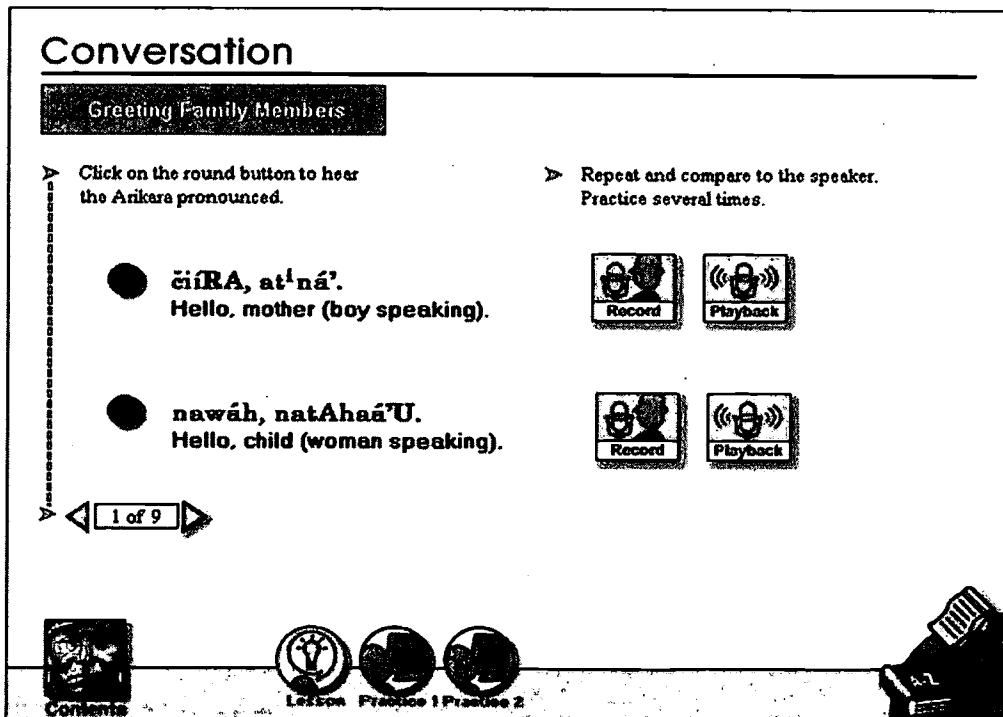 Conversation
Greeting Family Members
Click on the round button to hear
the Arikara pronounced.
Repeat and compare to the speaker.
Practice several times.
čiíRA, atⁱná’.
Hello, mother (boy speaking).
Record
Playback
nawáh, natAhaá’U.
Hello, child (woman speaking).
Record
Playback
1 of 9
Contents
Lesson
Practice 1
Practice 2
A-Z